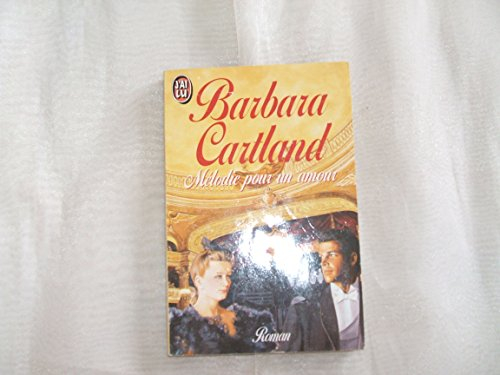 J'AI
LU
Barbara
Cartland
Mélodie pour un amour
Roman